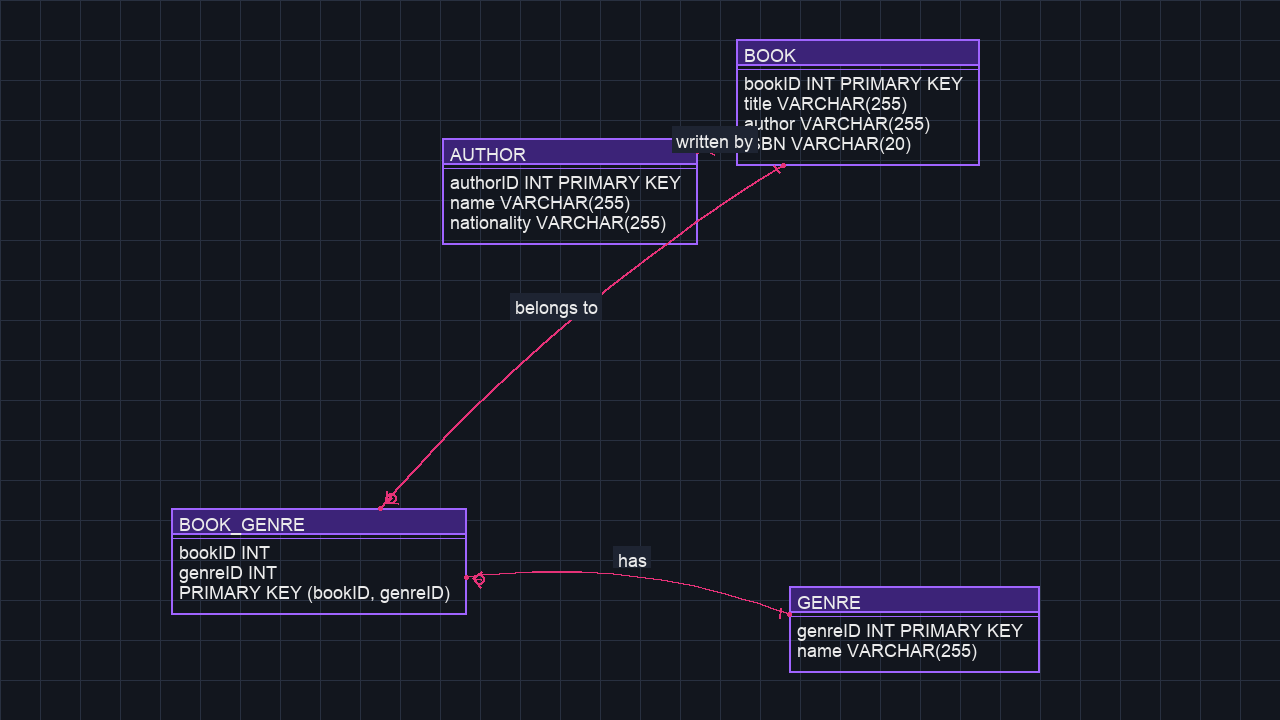 BOOK
bookID INT PRIMARY KEY
title VARCHAR(255)
author VARCHAR(255)
VARCHAR(20)
written by
AUTHOR
authorID INT PRIMARY KEY
name VARCHAR(255)
nationality VARCHAR(255)
belongs to
BOOK_GENRE
bookID INT
genreID INT
PRIMARY KEY (bookID, genreID)
has
GENRE
genreID INT PRIMARY KEY
name VARCHAR(255)